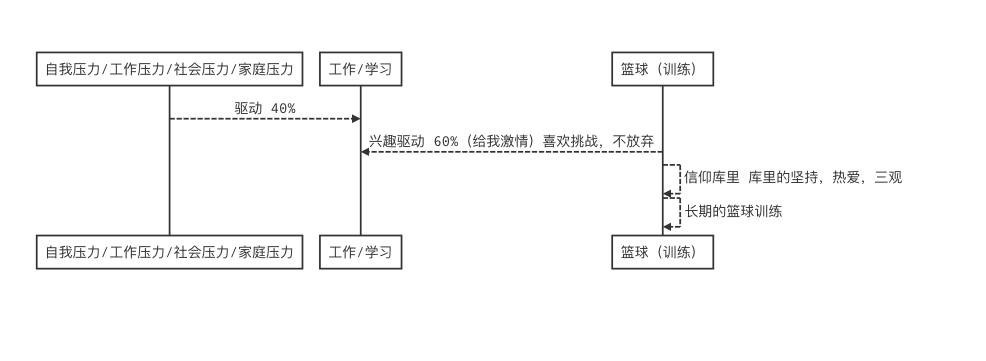 自我压力/工作压力/社会压力/家庭压力
工作/学习
篮球（训练）
驱动 40%
兴趣驱动 60%（给我激情）喜欢挑战，不放弃
信仰库里 库里的坚持，热爱，三观
长期的篮球训练
自我压力/工作压力/社会压力/家庭压力
工作/学习
篮球（训练）